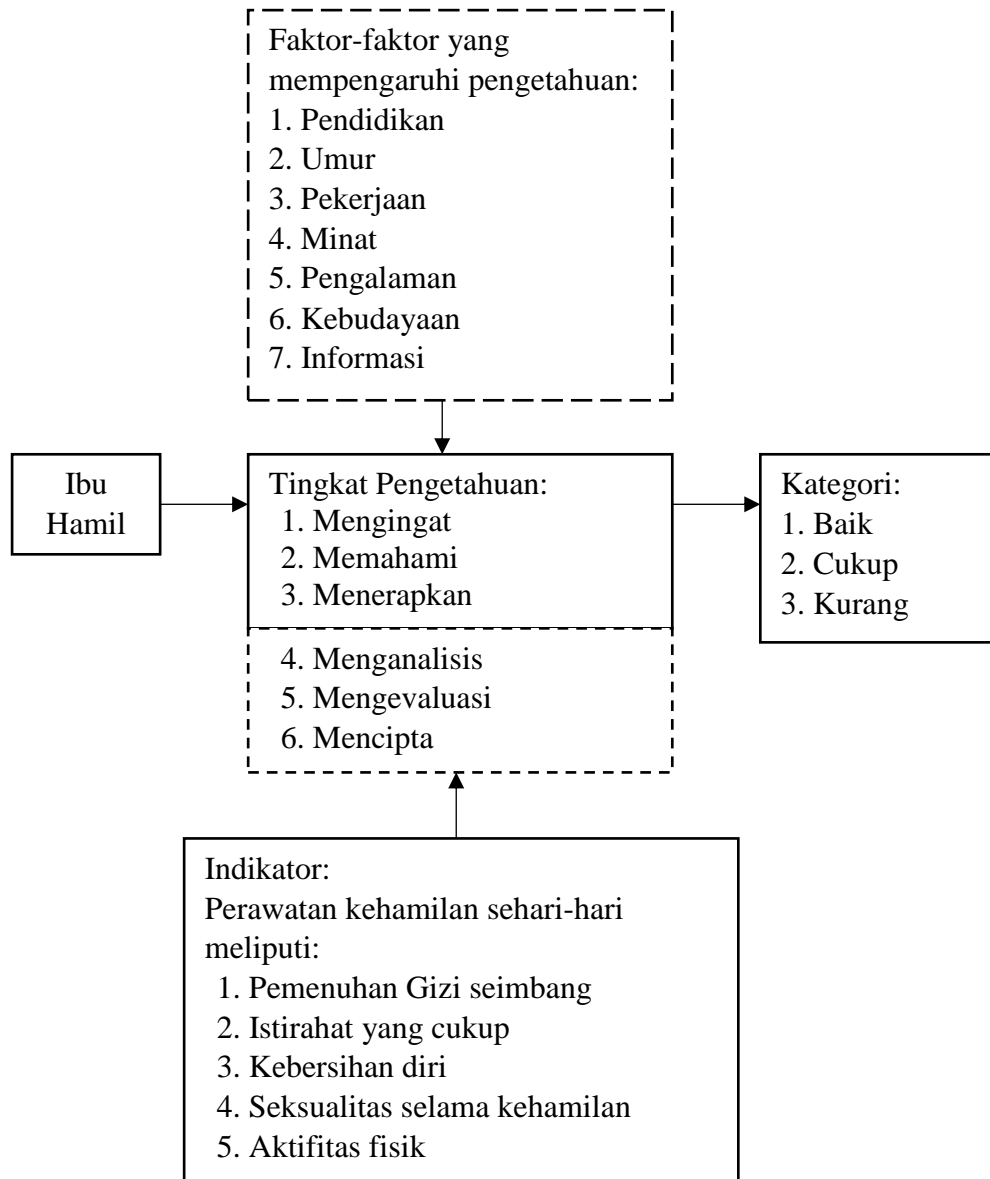 Faktor-faktor yang
mempengaruhi pengetahuan:
1. Pendidikan
2. Umur
3. Pekerjaan
4. Minat
5. Pengalaman
6. Kebudayaan
7. Informasi
Ibu
Hamil
Tingkat Pengetahuan:
1. Mengingat
2. Memahami
3. Menerapkan
4. Menganalisis
5. Mengevaluasi
6. Mencipta
Kategori:
1. Baik
2. Cukup
3. Kurang
Indikator:
Perawatan kehamilan sehari-hari
meliputi:
1. Pemenuhan Gizi seimbang
2. Istirahat yang cukup
3. Kebersihan diri
4. Seksualitas selama kehamilan
5. Aktifitas fisik